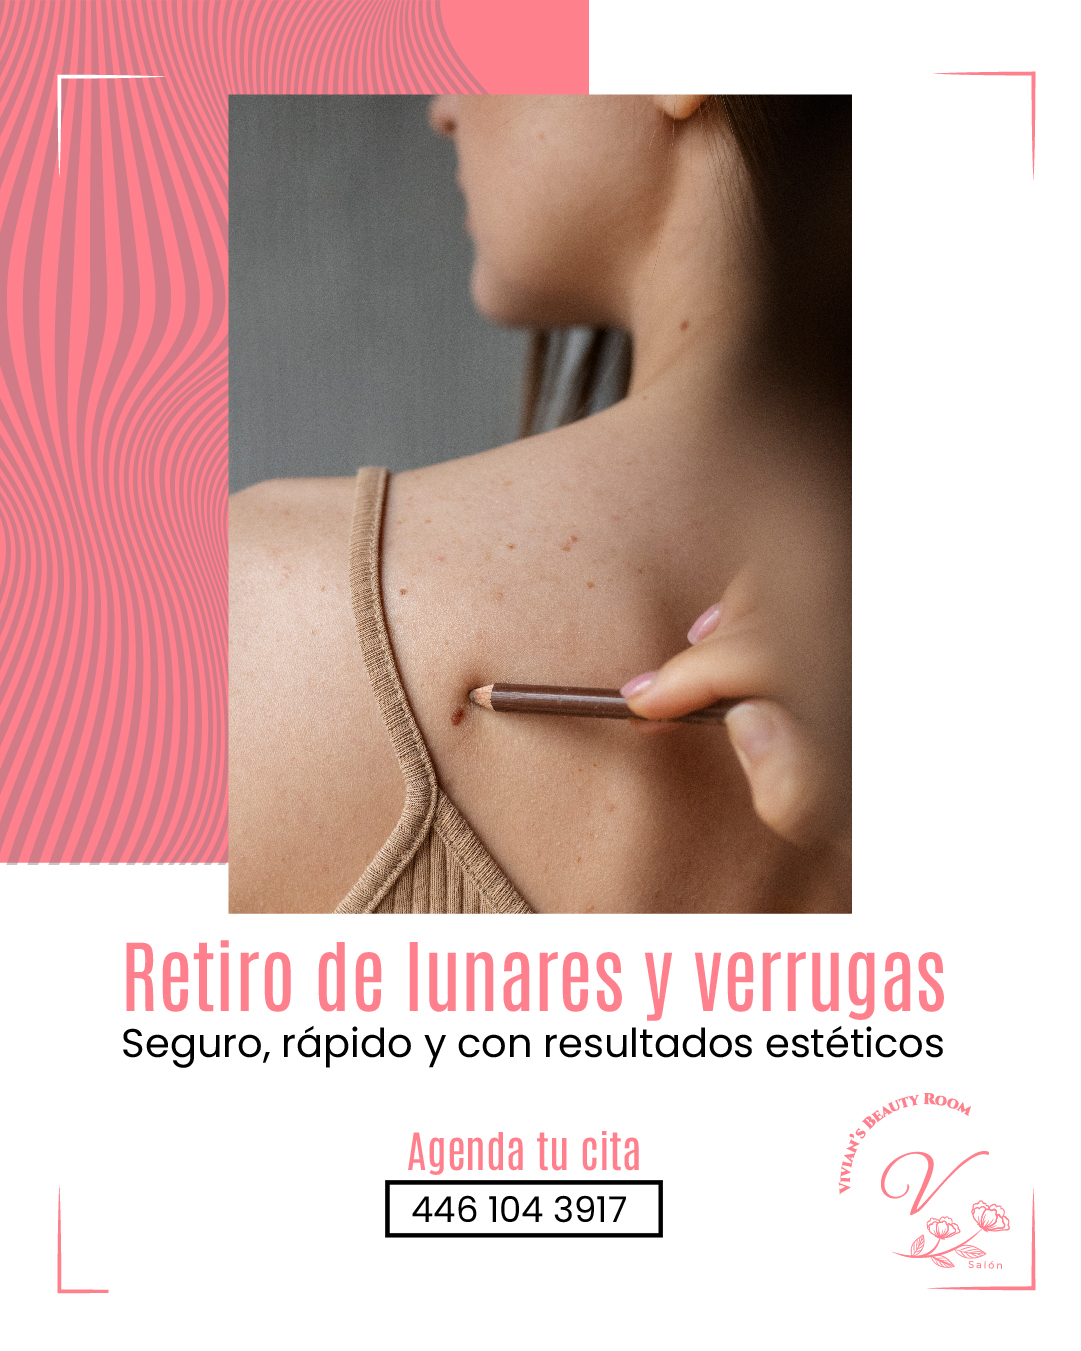 Retiro de lunares y verrugas
Seguro, rápido y con resultados estéticos
Agenda tu cita
446 104 3917
Vivian's Beauty Room
V
Salón